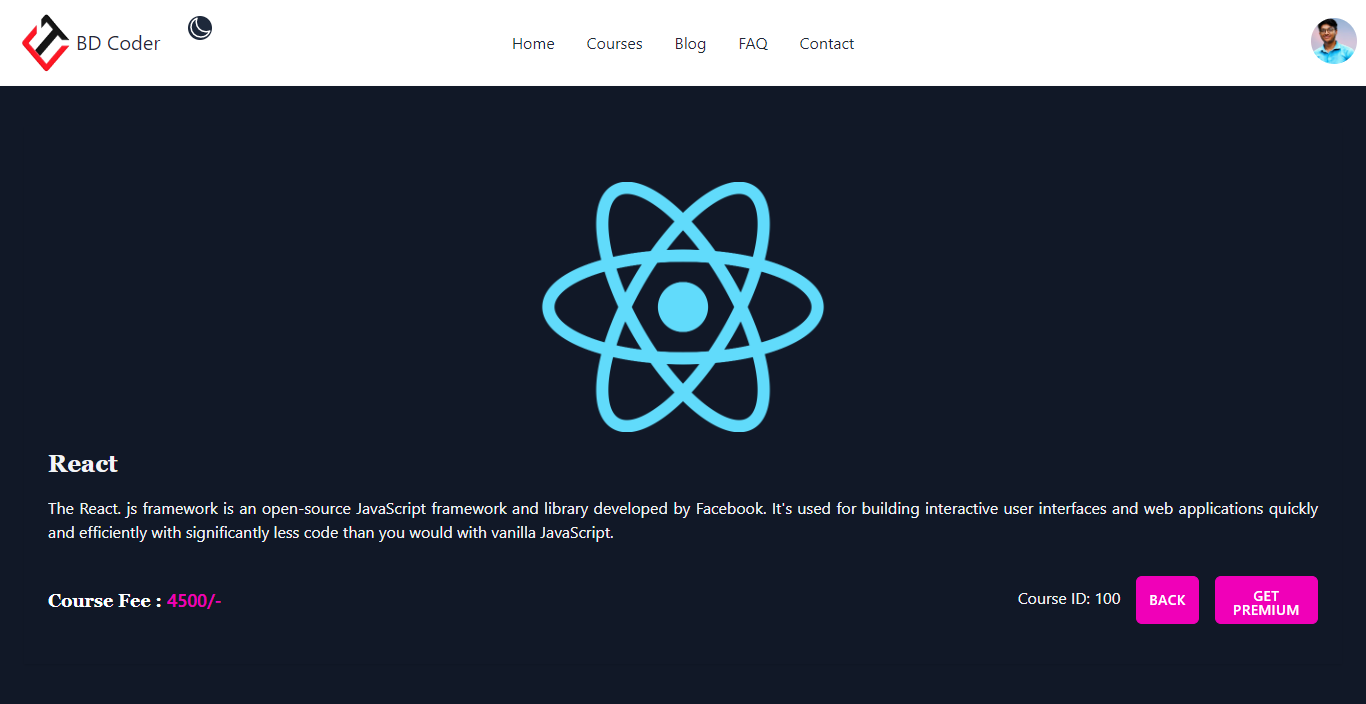 BD Coder
Home Courses Blog FAQ Contact
React
The React. js framework is an open-source JavaScript framework and library developed by Facebook. It's used for building interactive user interfaces and web applications quickly
and efficiently with significantly less code than you would with vanilla JavaScript.
Course Fee : 4500/-
Course ID: 100
BACK
GET
PREMIUM